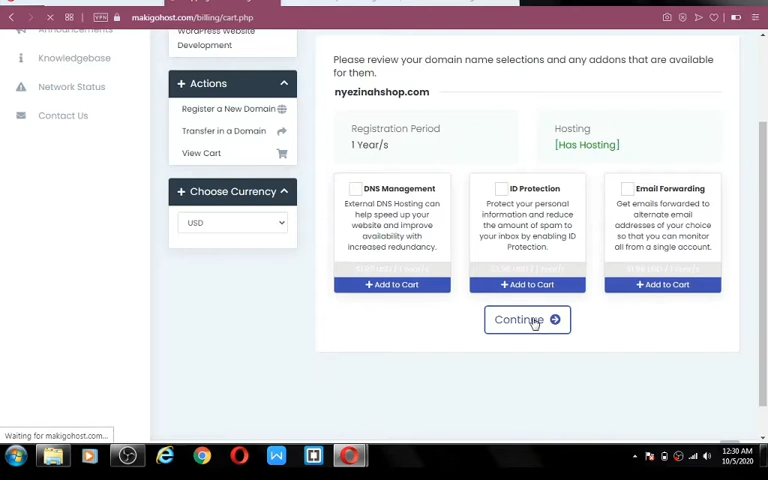 VPN
makigohost.com/billing/cart.php
Announcements
Knowledgebase
Network Status
Contact Us
WordPress Website
Development
Actions
Register a New Domain
Transfer in a Domain
View Cart
Choose Currency
USD
Please review your domain name selections and any addons that are available
for them.
nyezinahshop.com
Registration Period
1 Year/s
Hosting
[Has Hosting]
DNS Management
External DNS Hosting can
help speed up your
website and improve
availability with
increased redundancy.
+ Add to Cart
ID Protection
Protect your personal
information and reduce
the amount of spam to
your inbox by enabling ID
Protection.
+ Add to Cart
Email Forwarding
Get emails forwarded to
alternate email
addresses of your choice
so that you can monitor
all from a single account.
+ Add to Cart
Continue
Waiting for makigohost.com...
12:30 AM
10/5/2020